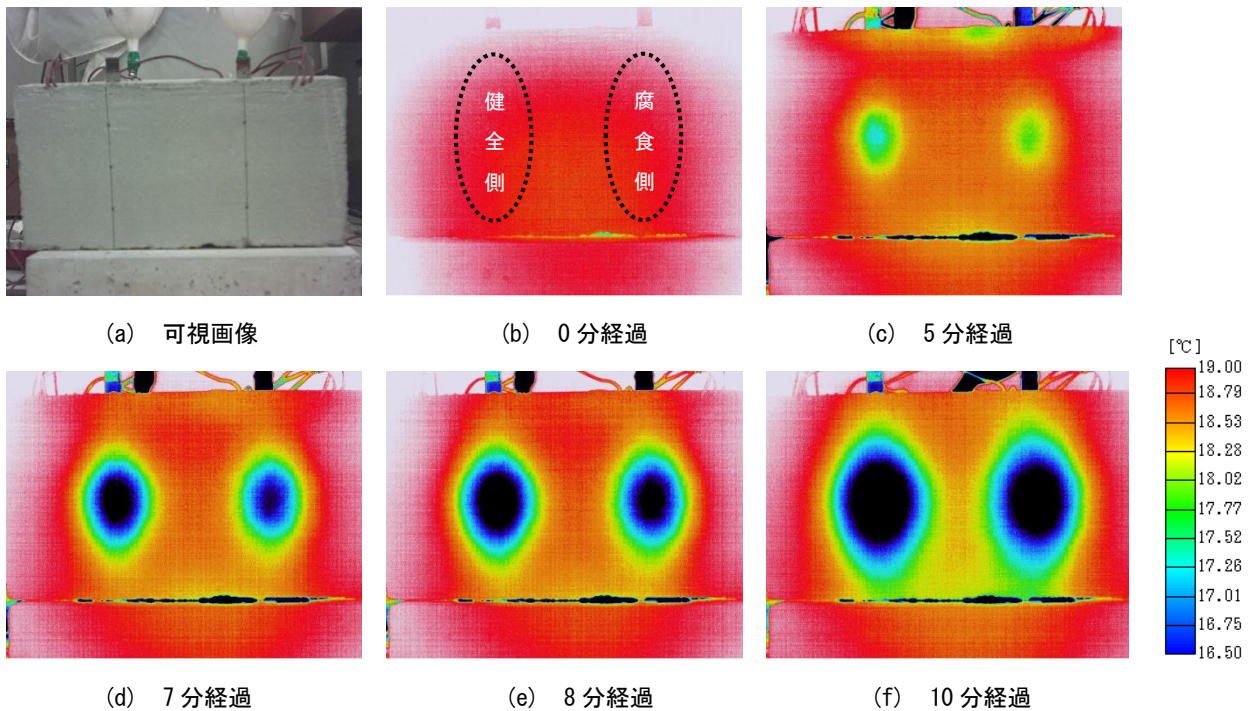 健全側
腐食側
(a) 可視画像
(b) 0分経過
(c) 5分経過
[℃]
19.00
18.79
18.53
18.28
18.02
17.77
17.52
17.26
17.01
16.75
16.50
(d) 7分経過
(e) 8分経過
(f) 10分経過